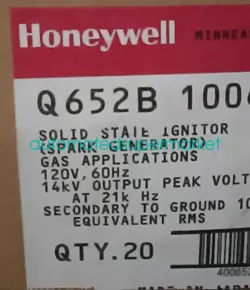 Honeywell MINNEA
Q652B 100
SOLID STATE IGNITOR
(SPARK GENERATOR)
GAS APPLICATIONS
120V, 60Hz
14kV OUTPUT PEAK VOLT
AT 21k Hz
SECONDARY TO GROUND 10
EQUIVALENT RMS
QTY.20